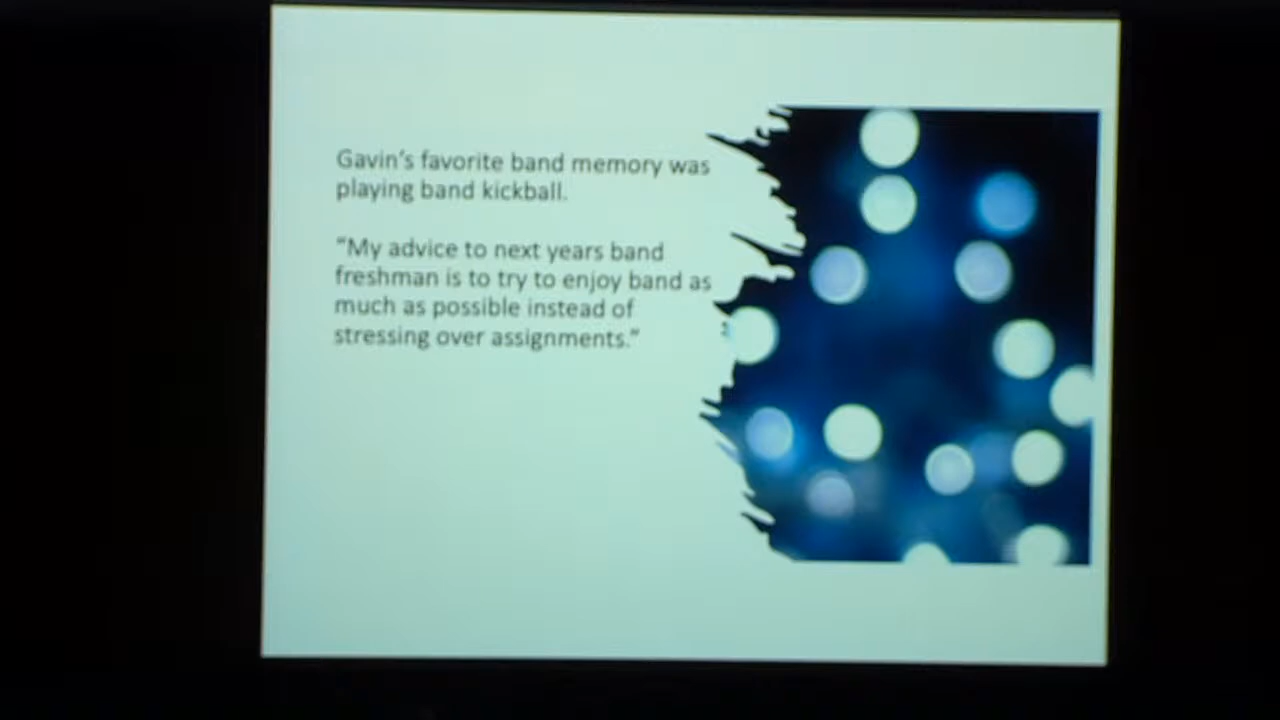 Gavin's favorite band memory was
playing band kickball.
"My advice to next years band
freshman is to try to enjoy band as
much as possible instead of
stressing over assignments."